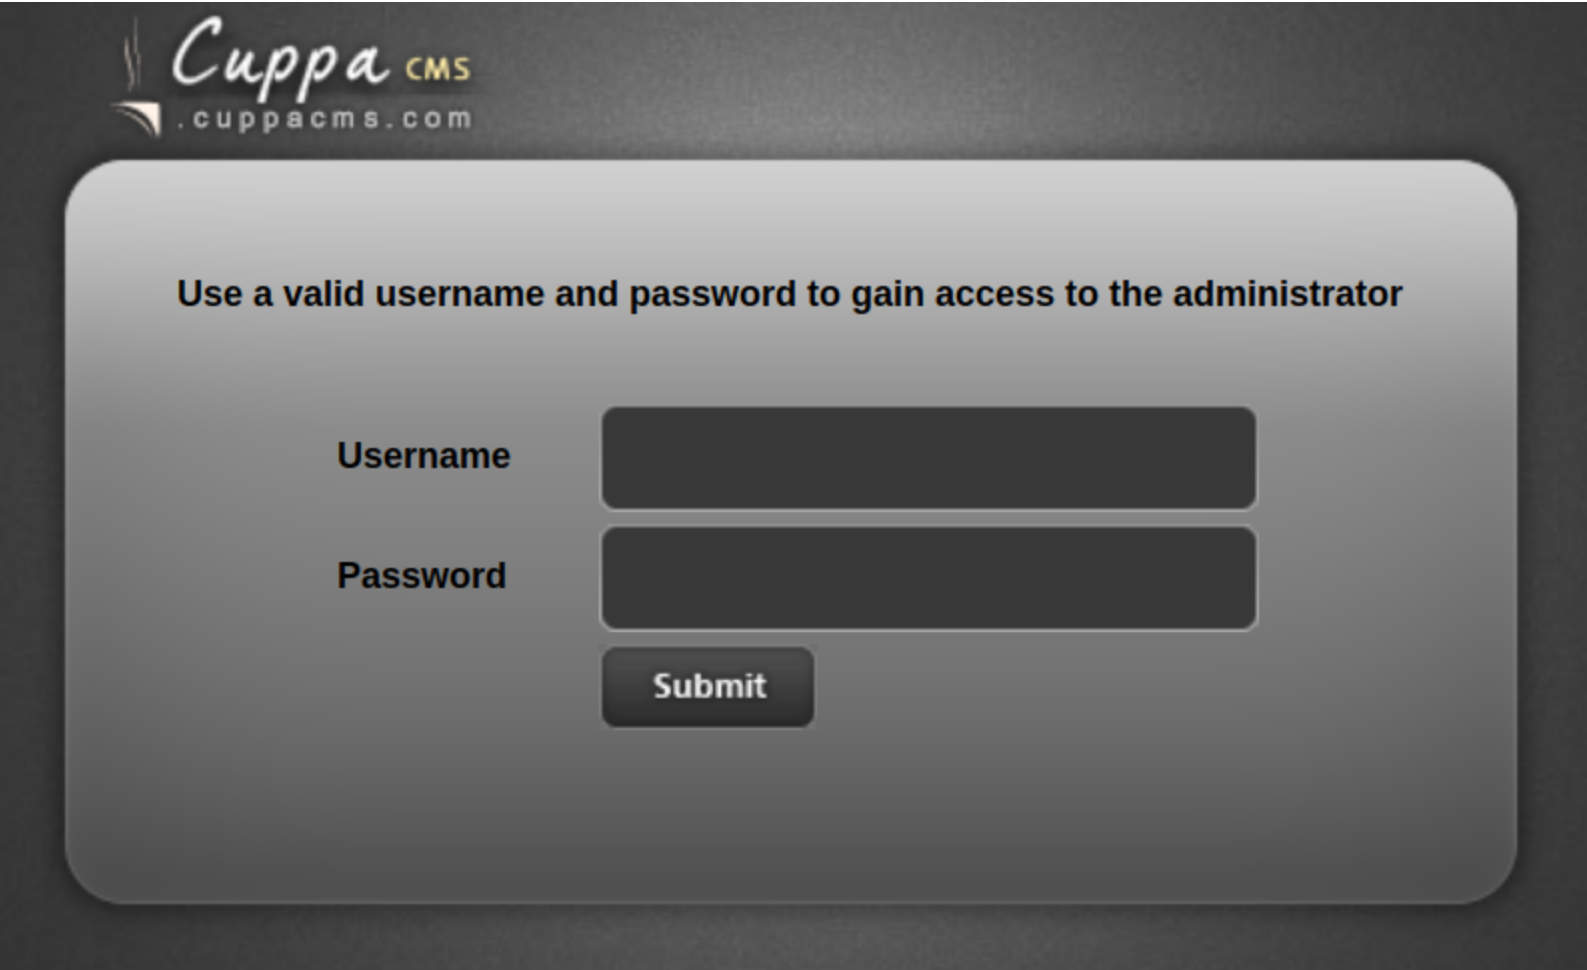 Cuppa CMS
.cuppacms.com
Use a valid username and password to gain access to the administrator
Username
Password
Submit